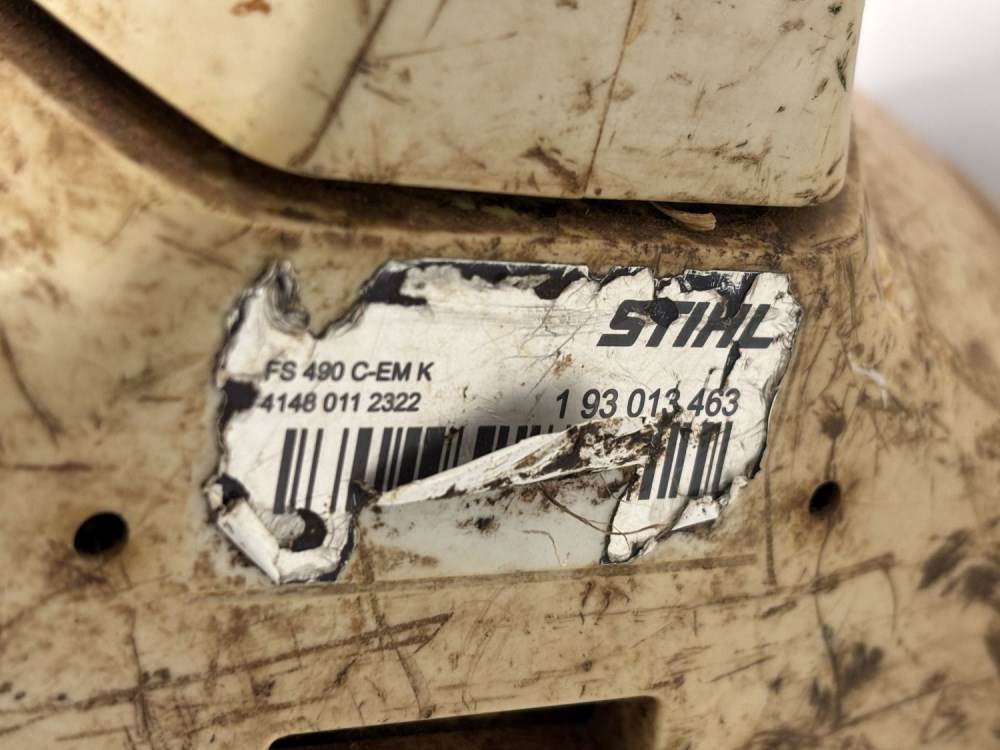 STIHL
FS 490 C-EM K
4148 011 2322
1 93 013 463